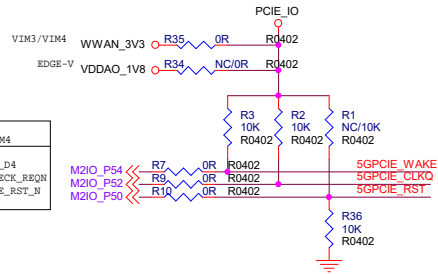 PCIE_IO
VIM3/VIM4 WWAN_3V3 R35 0R R0402
EDGE-V VDDAO_1V8 R34 NC/0R R0402
R3 R2 R1
10K 10K NC/10K
R0402 R0402 R0402
M4
_D4
ECK_REQN
E_RST_N
M2IO_P54 R7 0R R0402 5GPCIE_WAKE
M2IO_P52 R9 0R R0402 5GPCIE_CLKQ
M2IO_P50 R10 0R R0402 5GPCIE_RST
R36
10K
R0402